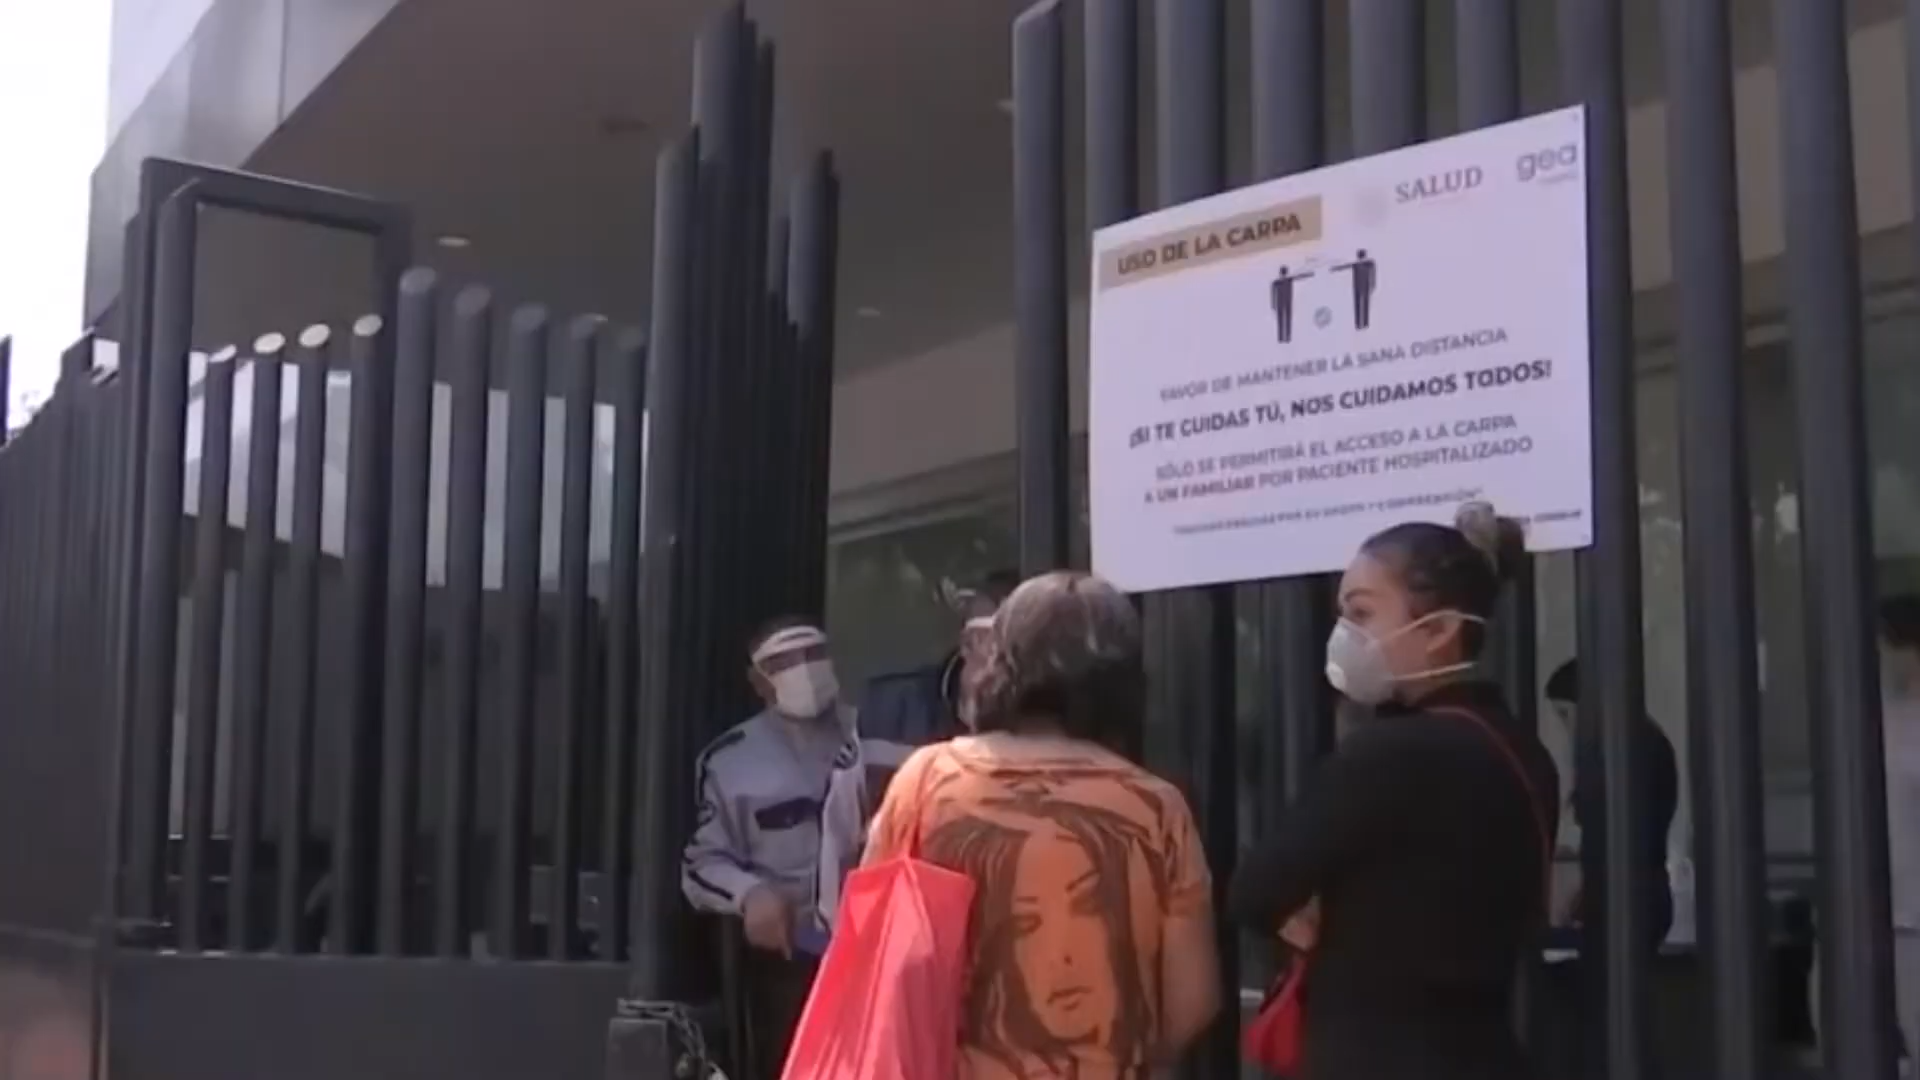 SALUD
gea
USO DE LA CARPA
FAVOR DE MANTENER LA SANA DISTANCIA
¡SI TE CUIDAS TÚ, NOS CUIDAMOS TODOS!
SÓLO SE PERMITIRÁ EL ACCESO A LA CARPA
A UN FAMILIAR POR PACIENTE HOSPITALIZADO